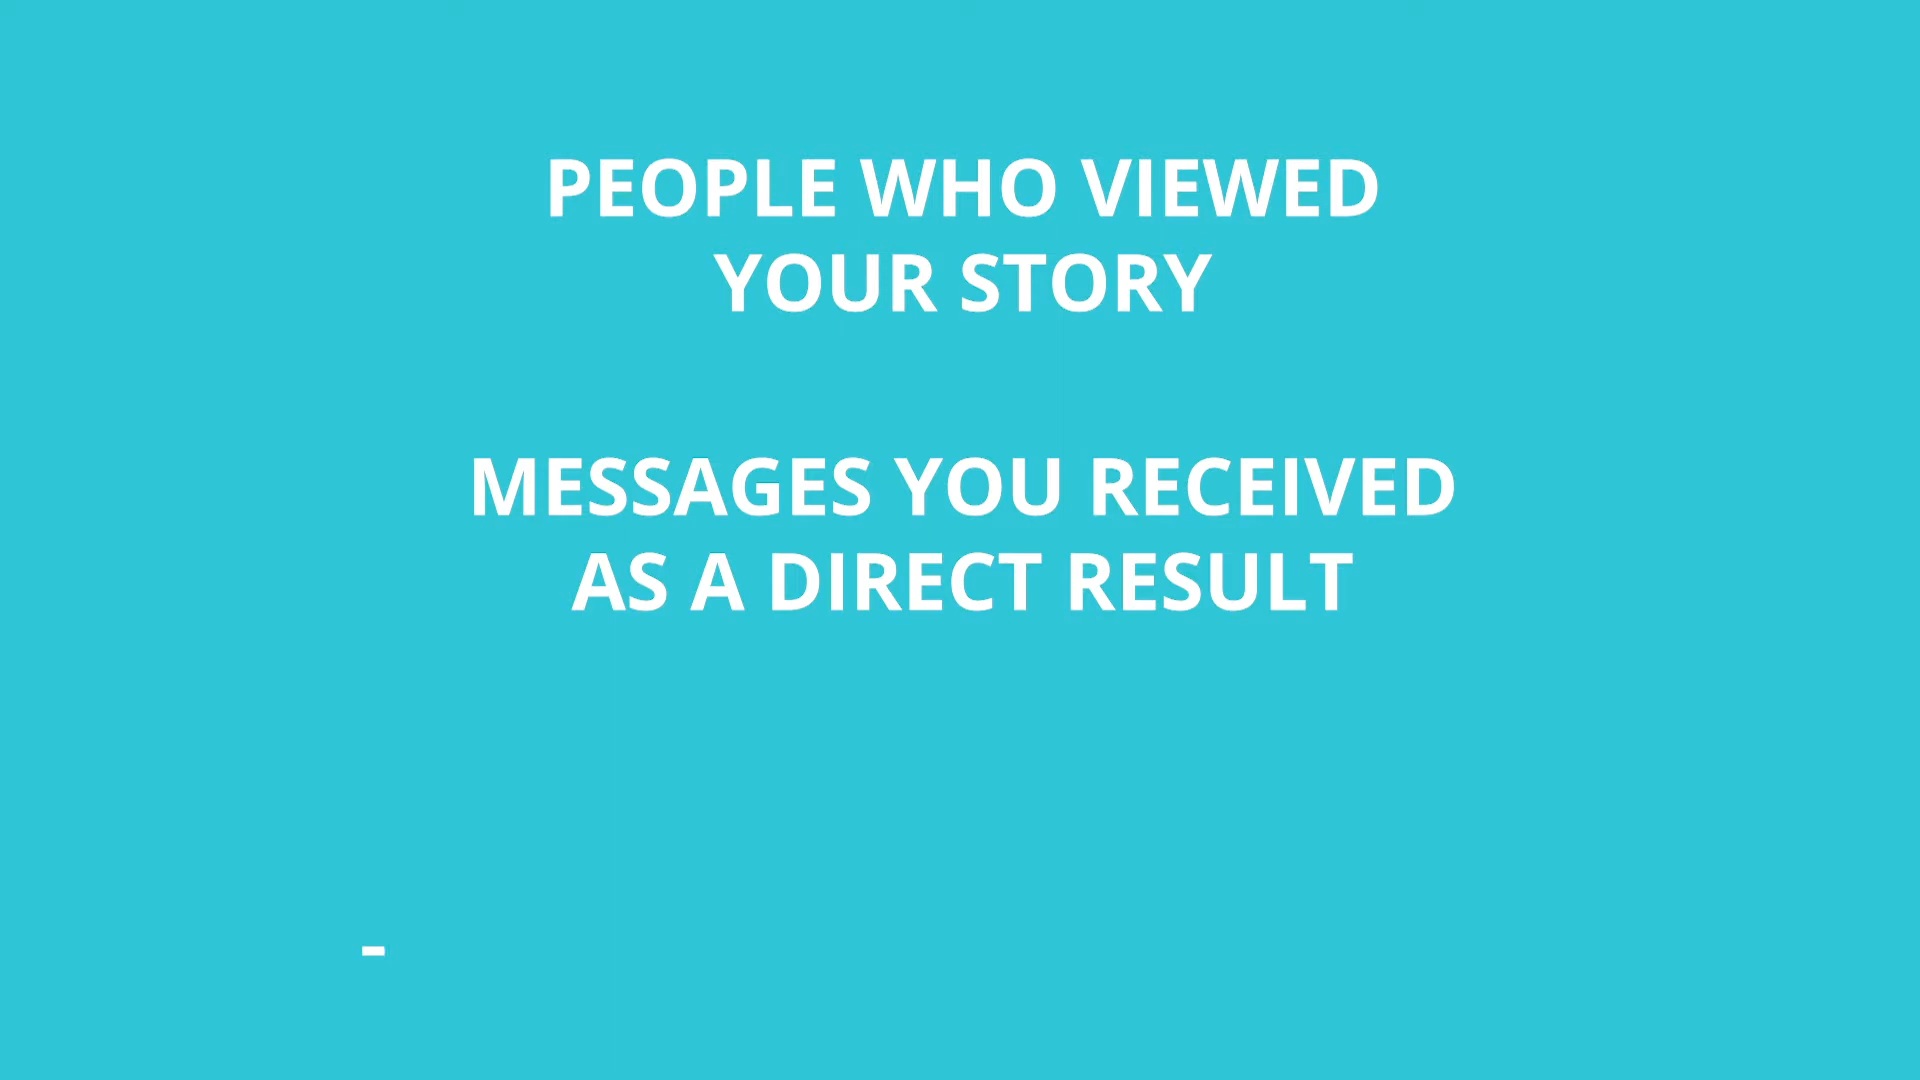 PEOPLE WHO VIEWED
YOUR STORY
MESSAGES YOU RECEIVED
AS A DIRECT RESULT
-